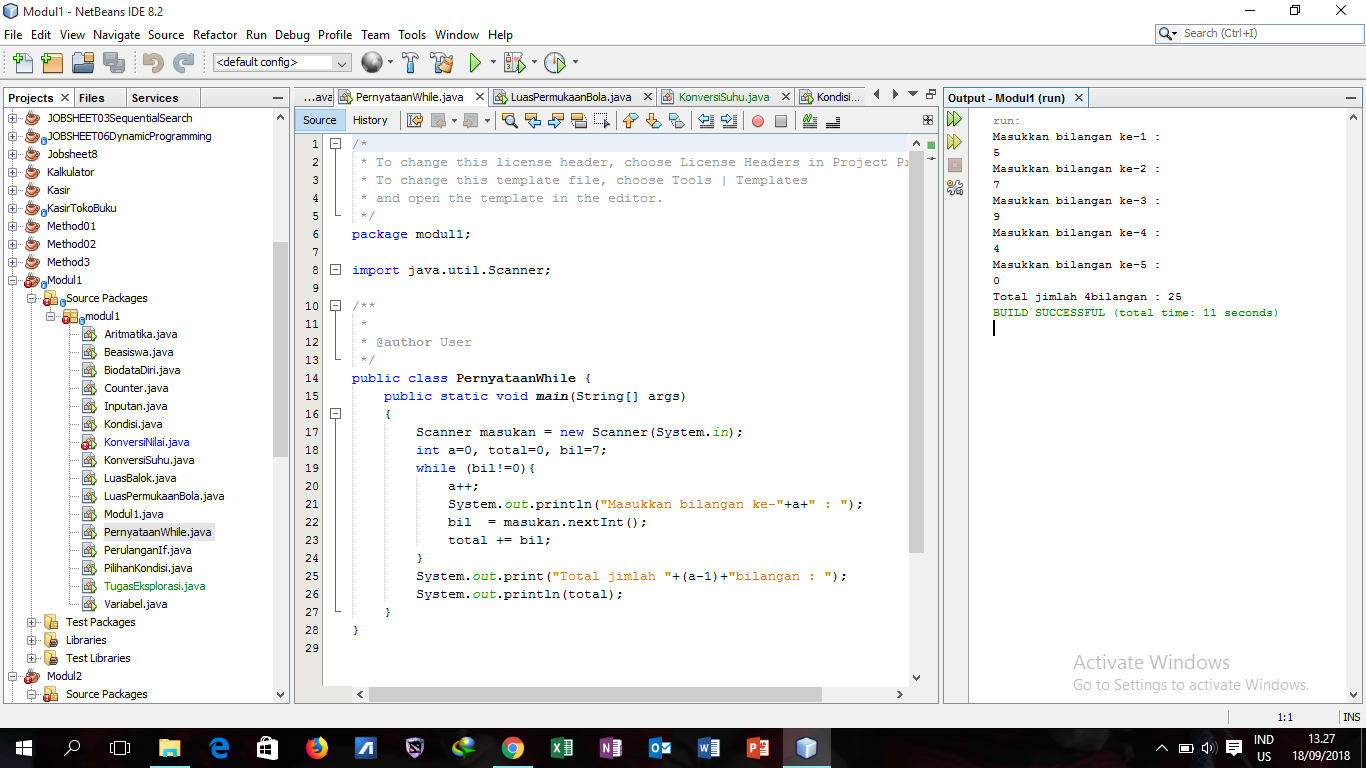 Modul1 - NetBeans IDE 8.2
File Edit View Navigate Source Refactor Run Debug Profile Team Tools Window Help
Search (Ctrl+I)
<default config>
Projects Files Services
JOBSHEET03SequentialSearch
JOBSHEET06DynamicProgramming
Jobsheet8
Kalkulator
Kasir
KasirTokoBuku
Method01
Method02
Method3
Modul1
Source Packages
modul1
Aritmatika.java
Beasiswa.java
BiodataDiri.java
Counter.java
Inputan.java
Kondisi.java
KonversiNilai.java
KonversiSuhu.java
LuasBalok.java
LuasPermukaanBola.java
Modul1.java
PernyataanWhile.java
PerulanganIf.java
PilihanKondisi.java
TugasEksplorasi.java
Variabel.java
Test Packages
Libraries
Test Libraries
Modul2
Source Packages
...ava PernyataanWhile.java LuasPermukaanBola.java KonversiSuhu.java Kondisi...
Source History
1 /*
2 * To change this license header, choose License Headers in Project Pr
3 * To change this template file, choose Tools | Templates
4 * and open the template in the editor.
5 */
6 package modul1;
7
8 import java.util.Scanner;
9
10 /**
11 *
12 * @author User
13 */
14 public class PernyataanWhile {
15 public static void main(String[] args)
16 {
17 Scanner masukan = new Scanner(System.in);
18 int a=0, total=0, bil=7;
19 while (bil!=0){
20 a++;
21 System.out.println("Masukkan bilangan ke-"+a+" : ");
22 bil  = masukan.nextInt();
23 total += bil;
24 }
25 System.out.print("Total jimlah "+(a-1)+"bilangan : ");
26 System.out.println(total);
27 }
28 }
29
Output - Modul1 (run)
run:
Masukkan bilangan ke-1 :
5
Masukkan bilangan ke-2 :
7
Masukkan bilangan ke-3 :
9
Masukkan bilangan ke-4 :
4
Masukkan bilangan ke-5 :
0
Total jimlah 4bilangan : 25
BUILD SUCCESSFUL (total time: 11 seconds)
Activate Windows
Go to Settings to activate Windows.
1:1 INS
IND
US
13.27
18/09/2018